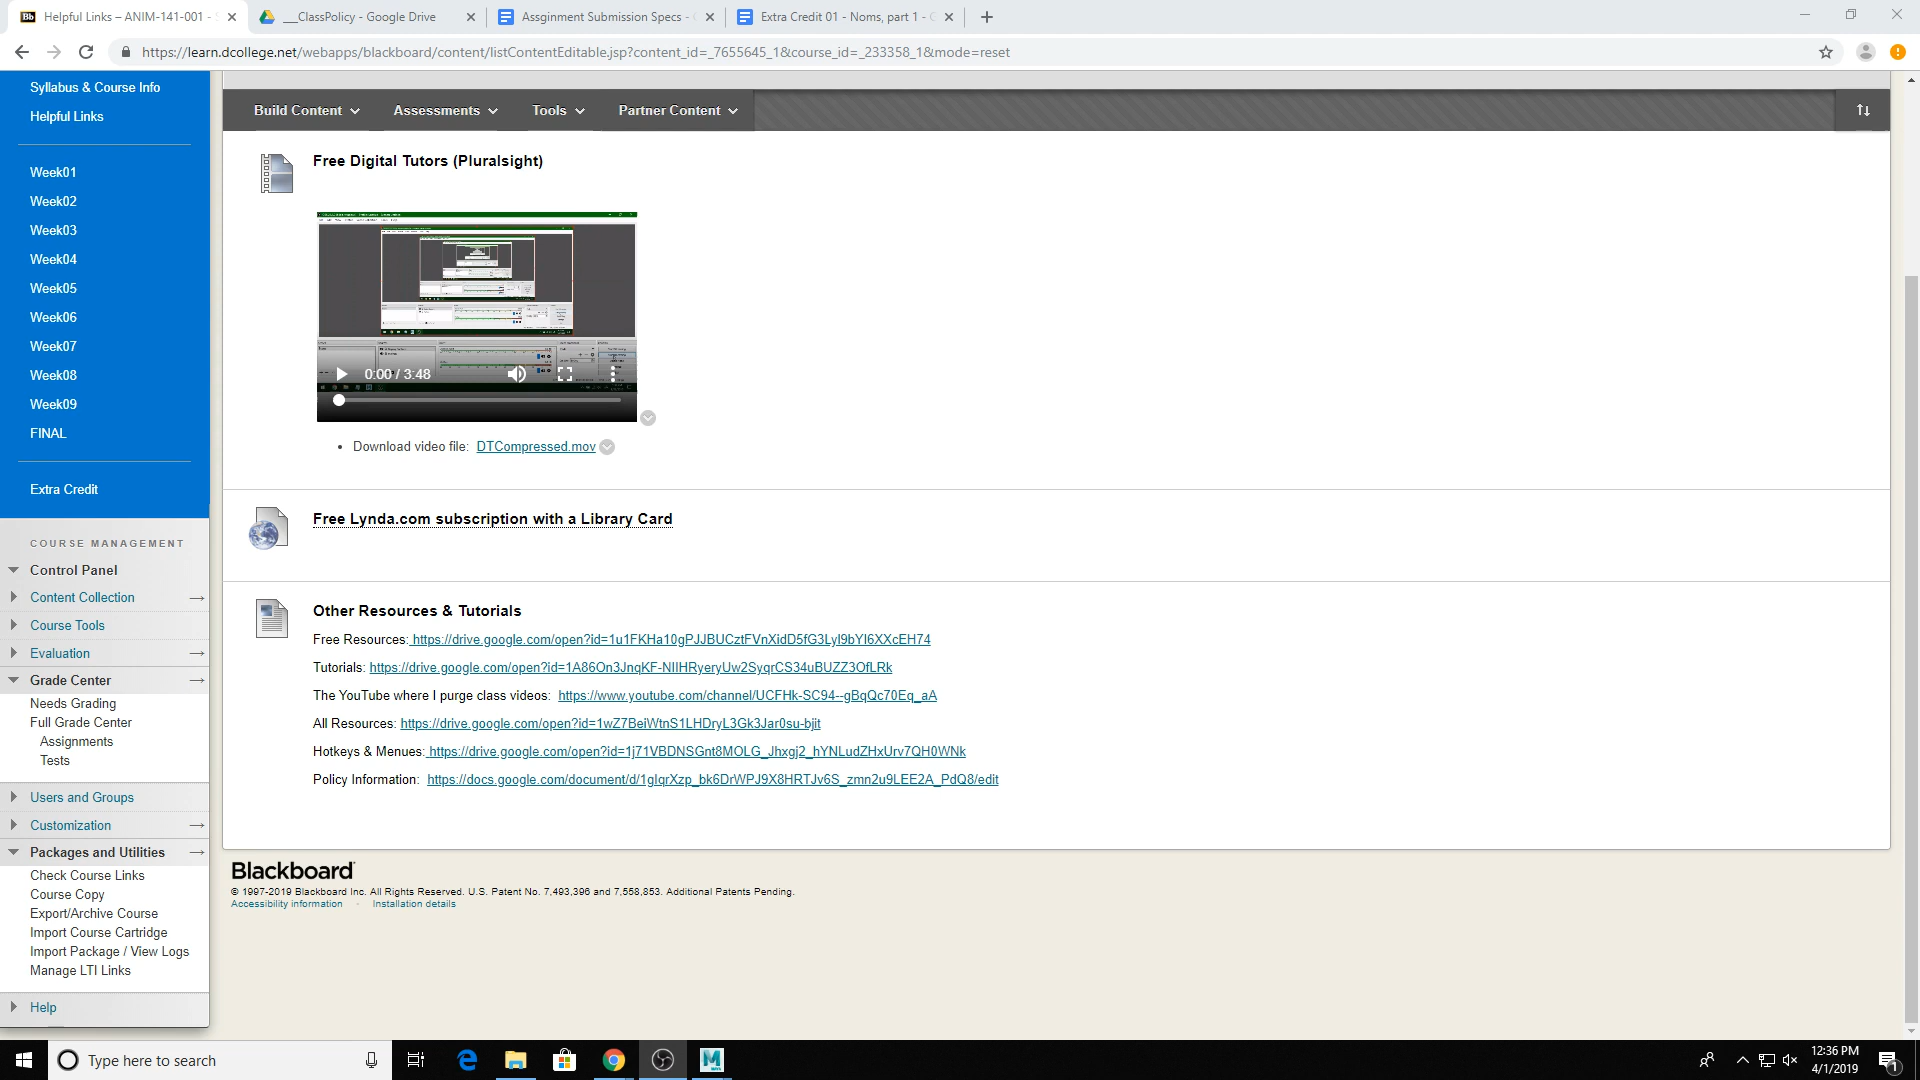 Helpful Links – ANIM-141-001 -
___ClassPolicy - Google Drive
Assginment Submission Specs -
Extra Credit 01 - Noms, part 1 -
https://learn.dcollege.net/webapps/blackboard/content/listContentEditable.jsp?content_id=_7655645_1&course_id=_233358_1&mode=reset
Syllabus & Course Info
Helpful Links
Week01
Week02
Week03
Week04
Week05
Week06
Week07
Week08
Week09
FINAL
Extra Credit
COURSE MANAGEMENT
Control Panel
Content Collection
Course Tools
Evaluation
Grade Center
Needs Grading
Full Grade Center
Assignments
Tests
Users and Groups
Customization
Packages and Utilities
Check Course Links
Course Copy
Export/Archive Course
Import Course Cartridge
Import Package / View Logs
Manage LTI Links
Help
Build Content
Assessments
Tools
Partner Content
Free Digital Tutors (Pluralsight)
0:00 / 3:48
• Download video file: DTCompressed.mov
Free Lynda.com subscription with a Library Card
Other Resources & Tutorials
Free Resources: https://drive.google.com/open?id=1u1FKHa10gPJJBUCztFVnXidD5fG3LyI9bYI6XXcEH74
Tutorials: https://drive.google.com/open?id=1A86On3JnqKF-NIIHRyeryUw2SyqrCS34uBUZZ3OfLRk
The YouTube where I purge class videos: https://www.youtube.com/channel/UCFHk-SC94--gBqQc70Eq_aA
All Resources: https://drive.google.com/open?id=1wZ7BeiWtnS1LHDryL3Gk3Jar0su-bjit
Hotkeys & Menues: https://drive.google.com/open?id=1j71VBDNSGnt8MOLG_Jhxgj2_hYNLudZHxUrv7QH0WNk
Policy Information: https://docs.google.com/document/d/1gIqrXzp_bk6DrWPJ9X8HRTJv6S_zmn2u9LEE2A_PdQ8/edit
Blackboard
© 1997-2019 Blackboard Inc. All Rights Reserved. U.S. Patent No. 7,493,396 and 7,558,853. Additional Patents Pending.
Accessibility information · Installation details
Type here to search
12:36 PM
4/1/2019